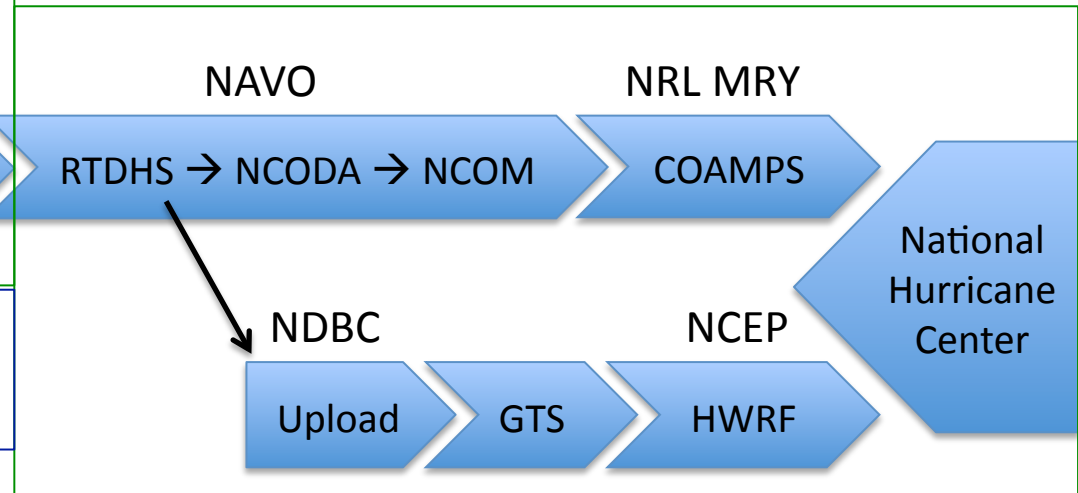 NAVO
NRL MRY
RTDHS → NCODA → NCOM
COAMPS
National
Hurricane
Center
NDBC
NCEP
Upload
GTS
HWRF